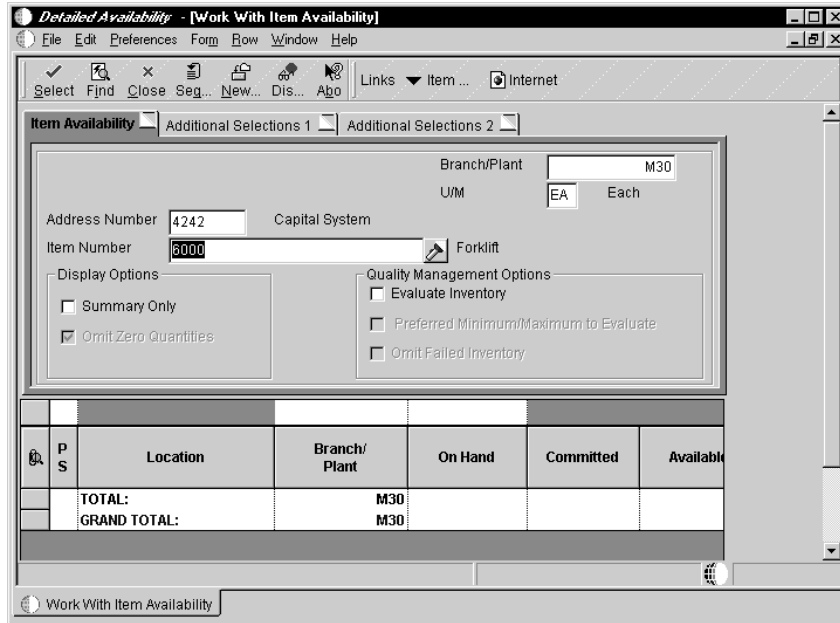 Detailed Availability - [Work With Item Availability]
File Edit Preferences Form Row Window Help
Select Find Close Seq... New... Dis... Abo Links Item ... Internet
Item Availability Additional Selections 1 Additional Selections 2
Branch/Plant M30
U/M EA Each
Address Number 4242 Capital System
Item Number 6000 Forklift
Display Options Quality Management Options
Summary Only Evaluate Inventory
Omit Zero Quantities Preferred Minimum/Maximum to Evaluate
Omit Failed Inventory
P S Location Branch/ Plant On Hand Committed Available
TOTAL: M30
GRAND TOTAL: M30
Work With Item Availability